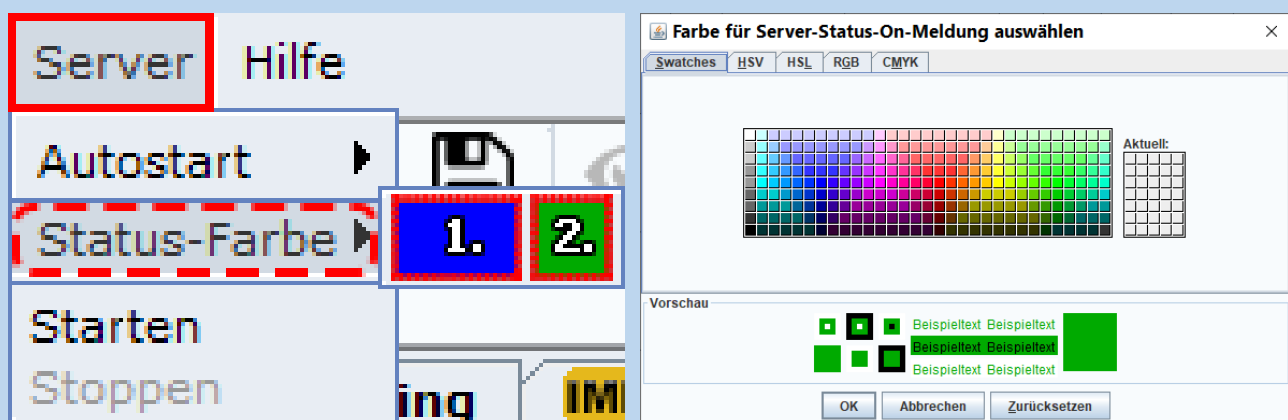 Server Hilfe
Autostart
Status-Farbe
1. 2.
Starten
Stoppen
ing
IM
Farbe für Server-Status-On-Meldung auswählen
Swatches HSV HSL RGB CMYK
Aktuell:
Vorschau
Beispieltext Beispieltext
Beispieltext Beispieltext
Beispieltext Beispieltext
OK Abbrechen Zurücksetzen